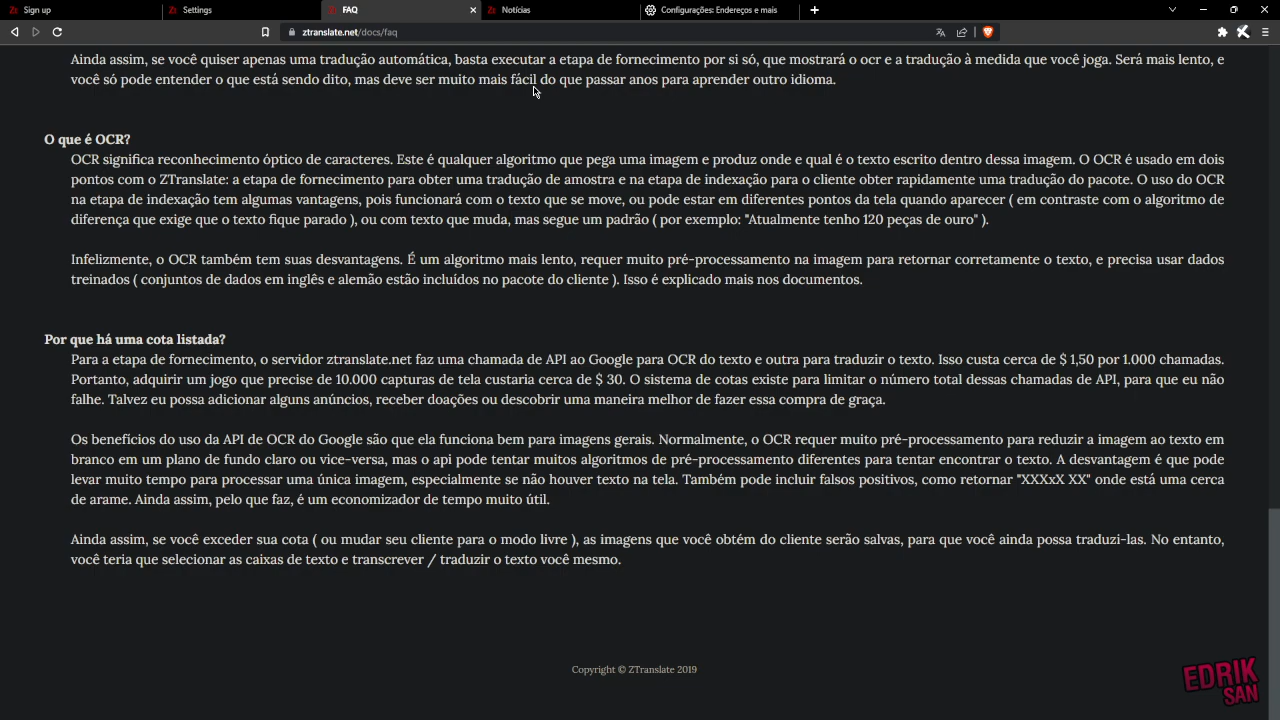 Sign up
Settings
FAQ
Notícias
Configurações: Endereços e mais
ztranslate.net/docs/faq
Ainda assim, se você quiser apenas uma tradução automática, basta executar a etapa de fornecimento por si só, que mostrará o ocr e a tradução à medida que você joga. Será mais lento, e
você só pode entender o que está sendo dito, mas deve ser muito mais fácil do que passar anos para aprender outro idioma.
O que é OCR?
OCR significa reconhecimento óptico de caracteres. Este é qualquer algoritmo que pega uma imagem e produz onde e qual é o texto escrito dentro dessa imagem. O OCR é usado em dois
pontos com o ZTranslate: a etapa de fornecimento para obter uma tradução de amostra e na etapa de indexação para o cliente obter rapidamente uma tradução do pacote. O uso do OCR
na etapa de indexação tem algumas vantagens, pois funcionará com o texto que se move, ou pode estar em diferentes pontos da tela quando aparecer ( em contraste com o algoritmo de
diferença que exige que o texto fique parado ), ou com texto que muda, mas segue um padrão ( por exemplo: "Atualmente tenho 120 peças de ouro" ).
Infelizmente, o OCR também tem suas desvantagens. É um algoritmo mais lento, requer muito pré-processamento na imagem para retornar corretamente o texto, e precisa usar dados
treinados ( conjuntos de dados em inglês e alemão estão incluídos no pacote do cliente ). Isso é explicado mais nos documentos.
Por que há uma cota listada?
Para a etapa de fornecimento, o servidor ztranslate.net faz uma chamada de API ao Google para OCR do texto e outra para traduzir o texto. Isso custa cerca de $ 1,50 por 1.000 chamadas.
Portanto, adquirir um jogo que precise de 10.000 capturas de tela custaria cerca de $ 30. O sistema de cotas existe para limitar o número total dessas chamadas de API, para que eu não
falhe. Talvez eu possa adicionar alguns anúncios, receber doações ou descobrir uma maneira melhor de fazer essa compra de graça.
Os benefícios do uso da API de OCR do Google são que ela funciona bem para imagens gerais. Normalmente, o OCR requer muito pré-processamento para reduzir a imagem ao texto em
branco em um plano de fundo claro ou vice-versa, mas o api pode tentar muitos algoritmos de pré-processamento diferentes para tentar encontrar o texto. A desvantagem é que pode
levar muito tempo para processar uma única imagem, especialmente se não houver texto na tela. Também pode incluir falsos positivos, como retornar "XXXxX XX" onde está uma cerca
de arame. Ainda assim, pelo que faz, é um economizador de tempo muito útil.
Ainda assim, se você exceder sua cota ( ou mudar seu cliente para o modo livre ), as imagens que você obtém do cliente serão salvas, para que você ainda possa traduzi-las. No entanto,
você teria que selecionar as caixas de texto e transcrever / traduzir o texto você mesmo.
Copyright © ZTranslate 2019
EDRIK
SAN